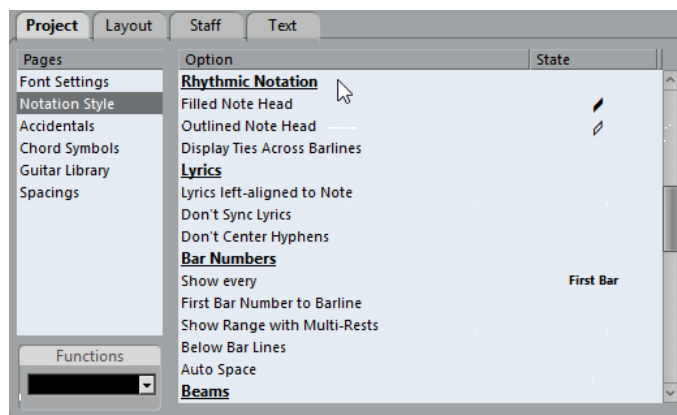 Project Layout Staff Text
Pages
Font Settings
Notation Style
Accidentals
Chord Symbols
Guitar Library
Spacings
Functions
Option State
Rhythmic Notation
Filled Note Head
Outlined Note Head
Display Ties Across Barlines
Lyrics
Lyrics left-aligned to Note
Don't Sync Lyrics
Don't Center Hyphens
Bar Numbers
Show every First Bar
First Bar Number to Barline
Show Range with Multi-Rests
Below Bar Lines
Auto Space
Beams